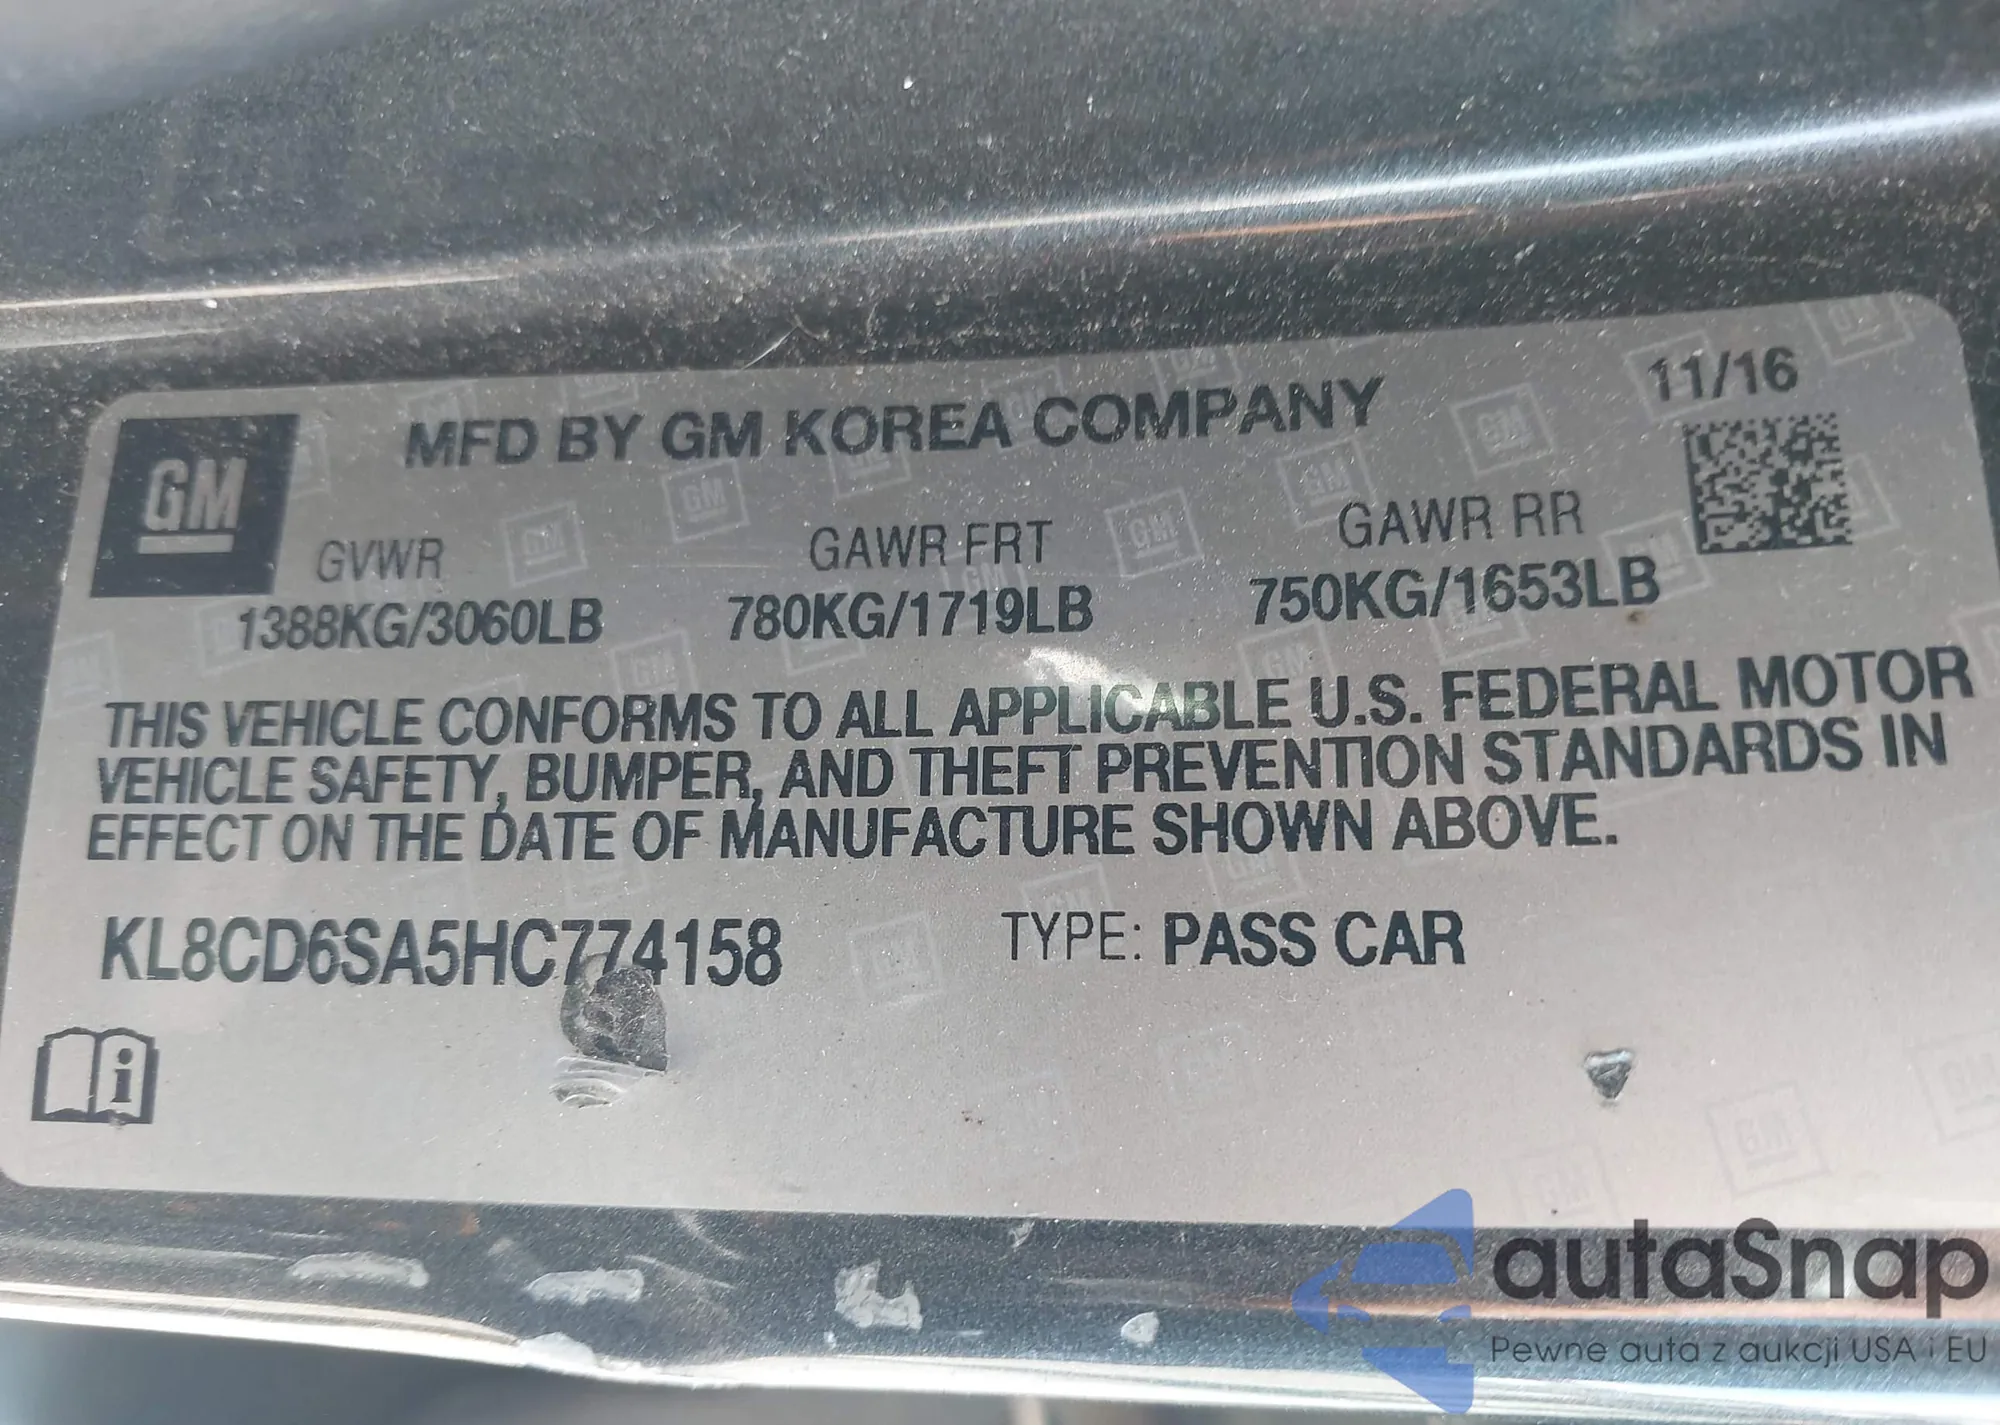 11/16
GM MFD BY GM KOREA COMPANY
GVWR GAWR FRT GAWR RR
1388KG/3060LB 780KG/1719LB 750KG/1653LB
THIS VEHICLE CONFORMS TO ALL APPLICABLE U.S. FEDERAL MOTOR
VEHICLE SAFETY, BUMPER, AND THEFT PREVENTION STANDARDS IN
EFFECT ON THE DATE OF MANUFACTURE SHOWN ABOVE.
KL8CD6SA5HC774158 TYPE: PASS CAR
i
autaSnap
Pewne auta z aukcji USA i EU